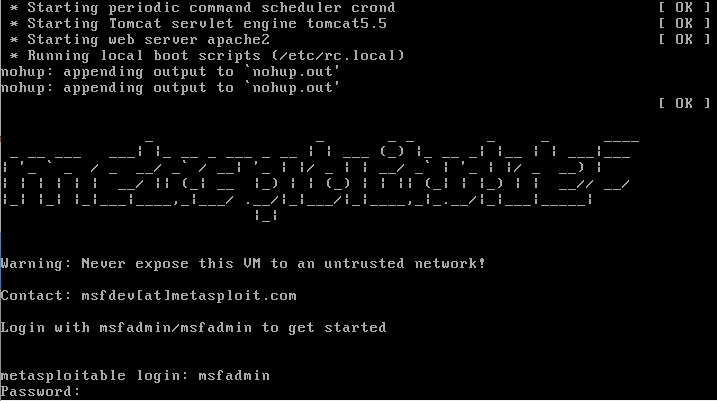 * Starting periodic command scheduler crond [ OK ]
* Starting Tomcat servlet engine tomcat5.5 [ OK ]
* Starting web server apache2 [ OK ]
* Running local boot scripts (/etc/rc.local)
nohup: appending output to `nohup.out'
nohup: appending output to `nohup.out'
[ OK ]
metasploitable2
Warning: Never expose this VM to an untrusted network!
Contact: msfdev[at]metasploit.com
Login with msfadmin/msfadmin to get started
metasploitable login: msfadmin
Password: